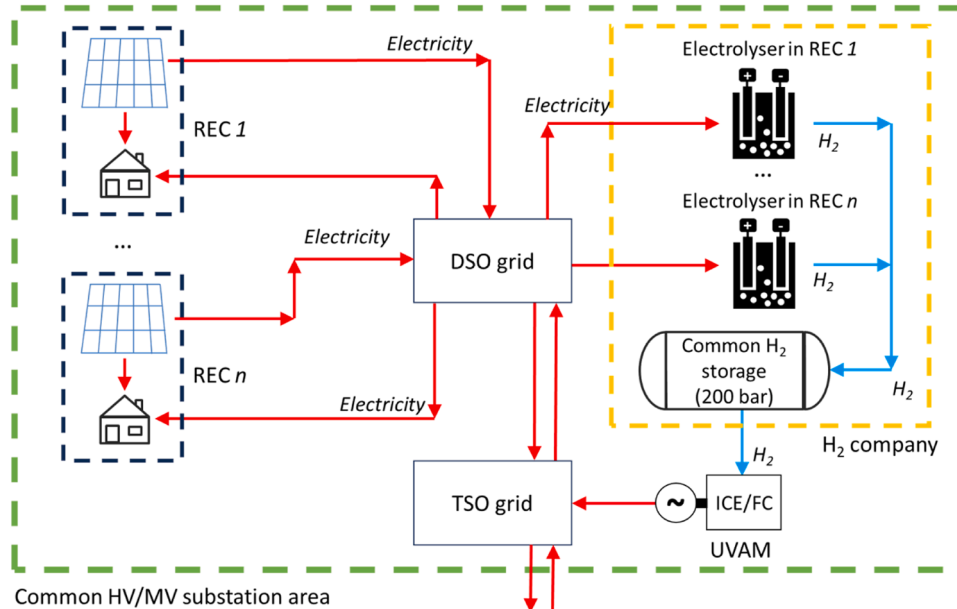 Electricity
REC 1
...
Electricity
REC n
Electricity
DSO grid
TSO grid
Electricity
Electrolyser in REC 1
+ -
H₂
...
Electrolyser in REC n
+ -
H₂
Common H₂
storage
(200 bar)
H₂
H₂ company
H₂
~
ICE/FC
UVAM
Common HV/MV substation area